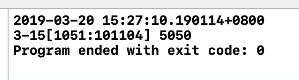 2019-03-20 15:27:10.190114+0800
3-15[1051:101104] 5050
Program ended with exit code: 0